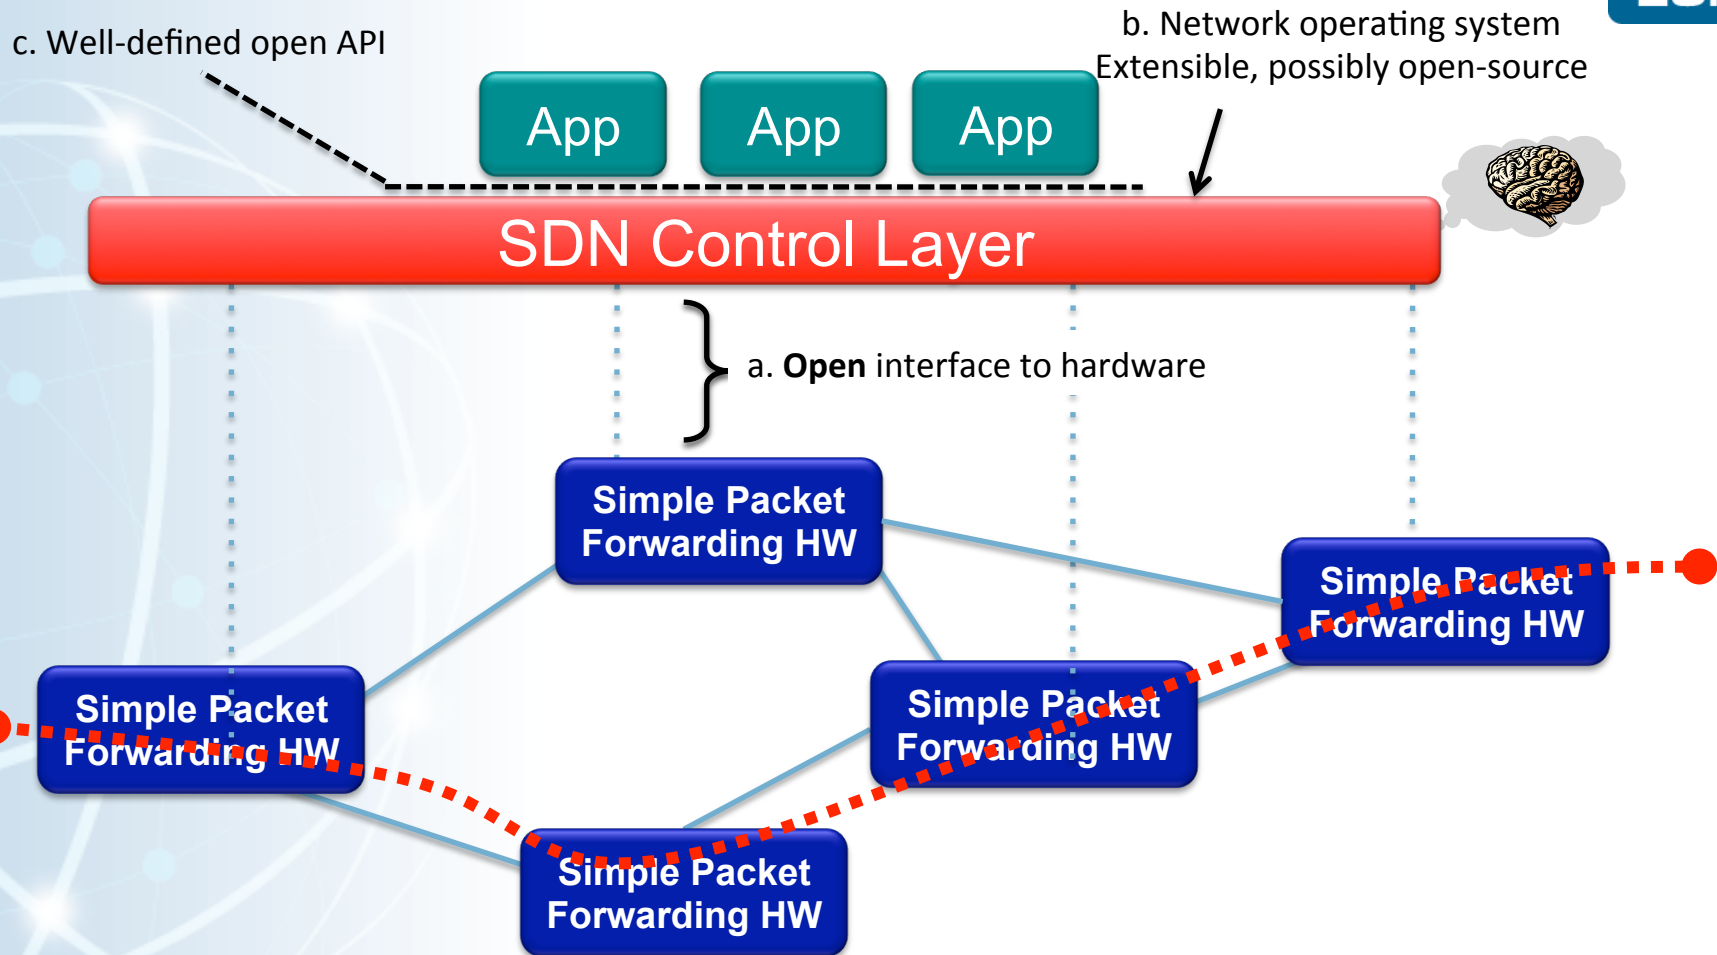 c. Well-defined open API
b. Network operating system
Extensible, possibly open-source
App
App
App
SDN Control Layer
a. Open interface to hardware
Simple Packet
Forwarding HW
Simple Packet
Forwarding HW
Simple Packet
Forwarding HW
Simple Packet
Forwarding HW
Simple Packet
Forwarding HW